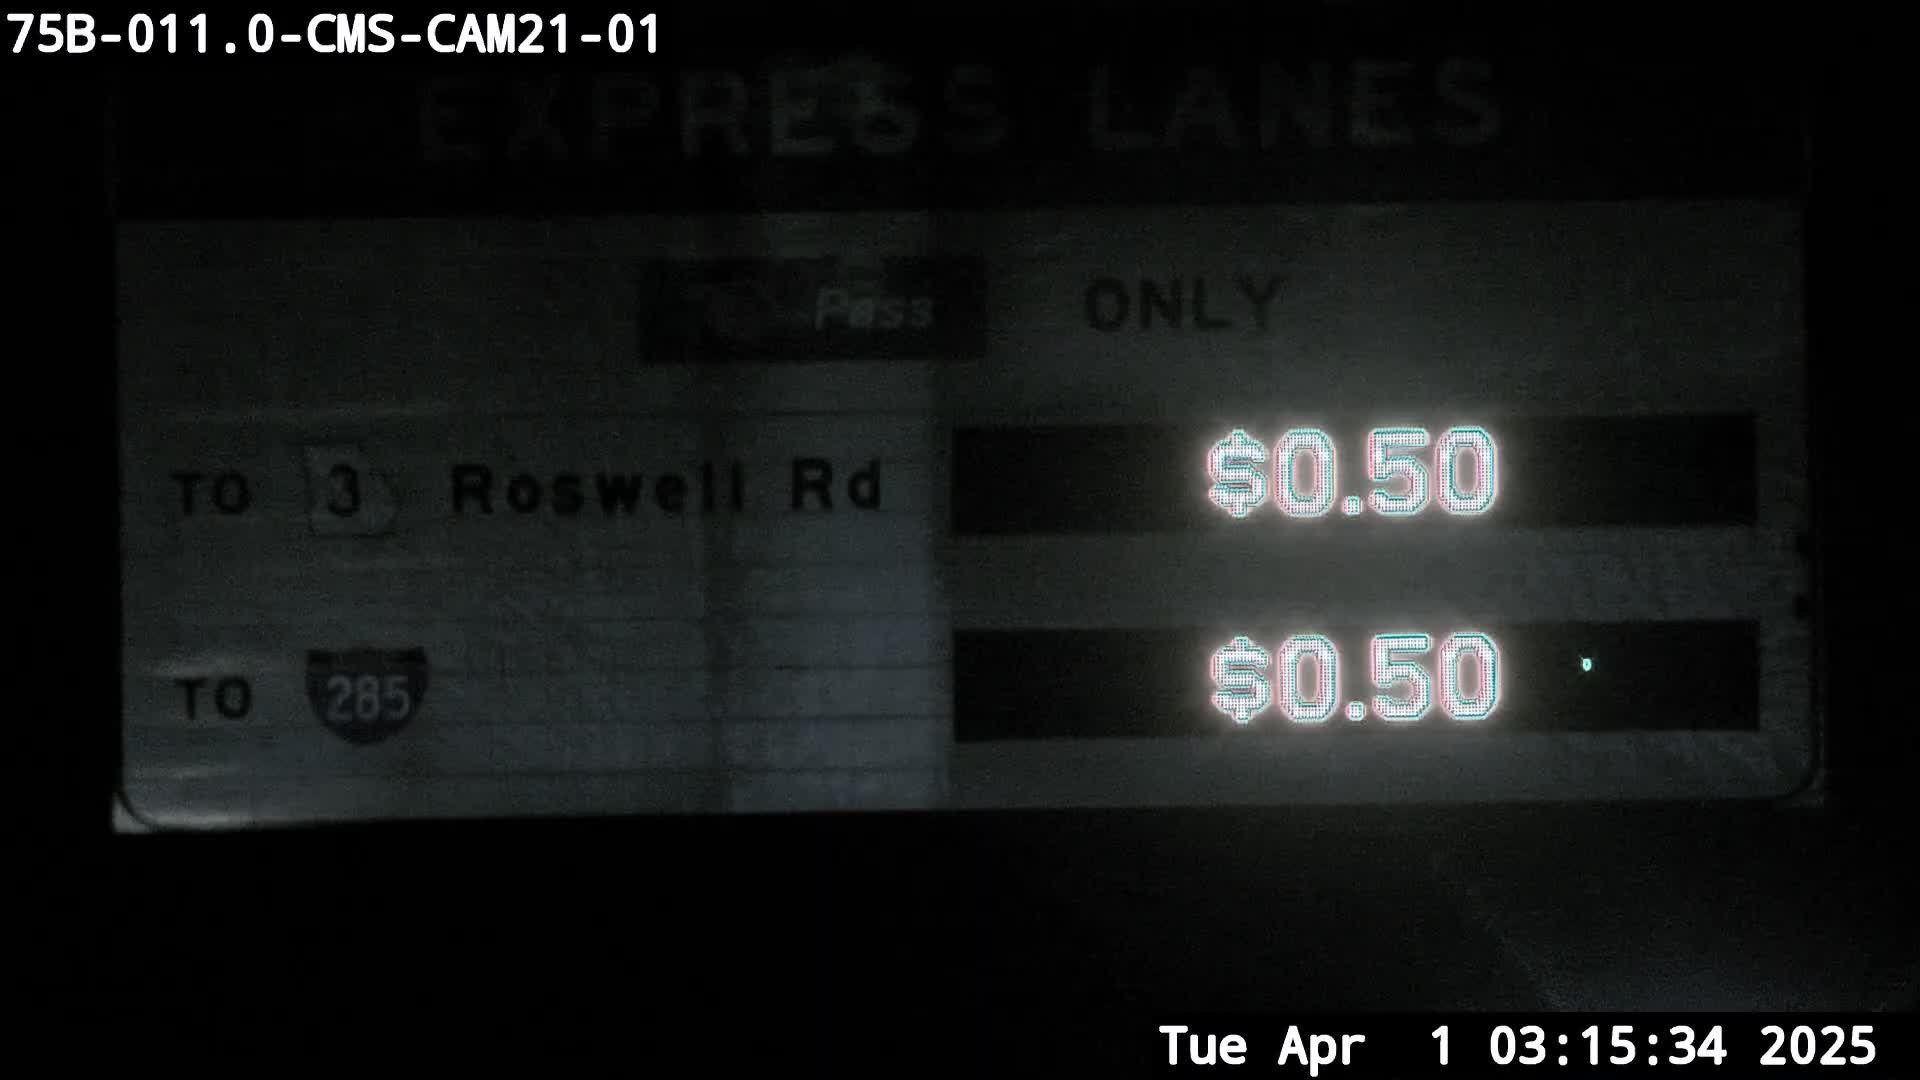 75B-011.0-CMS-CAM21-01
EXPRESS LANES
Pass ONLY
TO 3 Roswell Rd $0.50
TO 285 $0.50
Tue Apr 1 03:15:34 2025